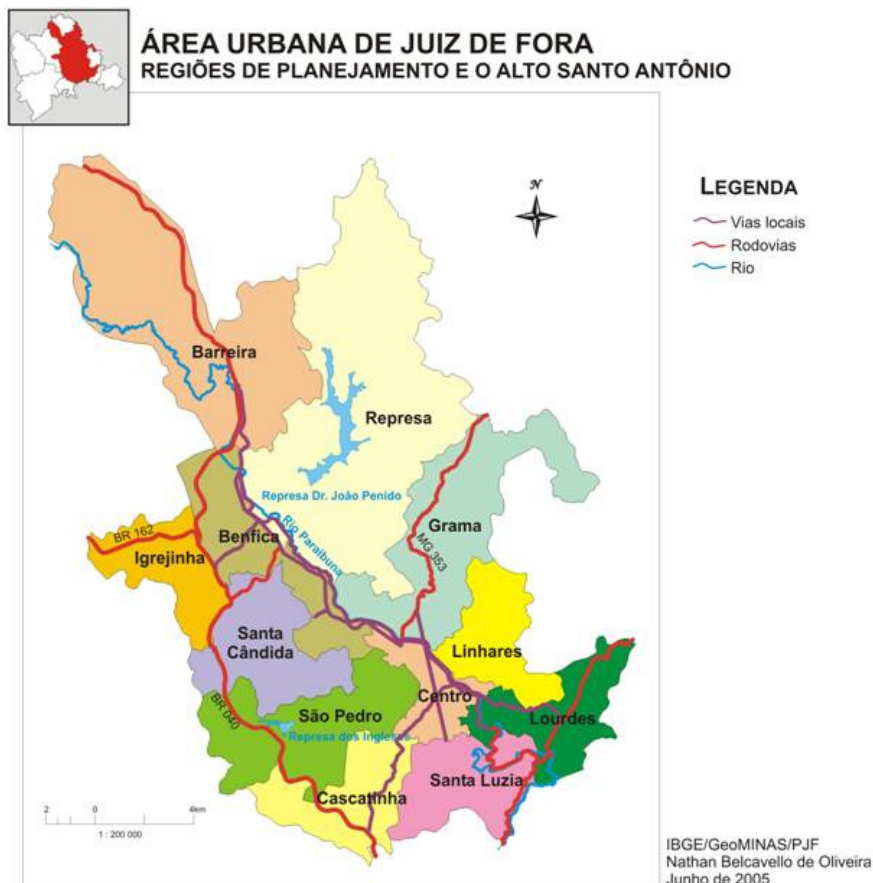 ÁREA URBANA DE JUIZ DE FORA
REGIÕES DE PLANEJAMENTO E O ALTO SANTO ANTÔNIO
N
LEGENDA
Vias locais
Rodovias
Rio
Barreira
Represa
Represa Dr. João Penido
Rio Paraibuna
Grama
MG 353
BR 162
Benfica
Igrejinha
Santa
Cândida
Linhares
BR 040
São Pedro
Centro
Lourdes
Represa dos Ingleses
Santa Luzia
Cascatinha
2 0 4km
1 : 200 000
IBGE/GeoMINAS/PJF
Nathan Belcavello de Oliveira
Junho de 2005